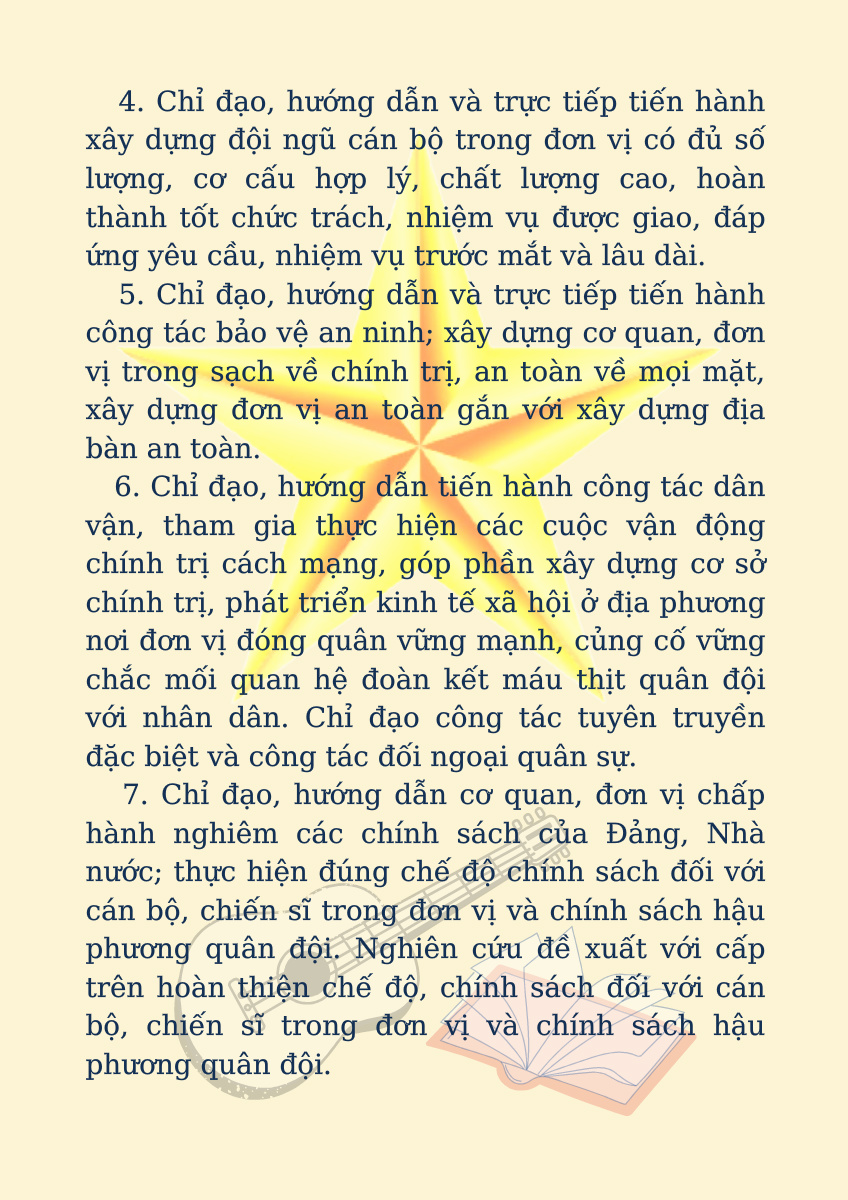 4. Chỉ đạo, hướng dẫn và trực tiếp tiến hành
xây dựng đội ngũ cán bộ trong đơn vị có đủ số
lượng, cơ cấu hợp lý, chất lượng cao, hoàn
thành tốt chức trách, nhiệm vụ được giao, đáp
ứng yêu cầu, nhiệm vụ trước mắt và lâu dài.
5. Chỉ đạo, hướng dẫn và trực tiếp tiến hành
công tác bảo vệ an ninh; xây dựng cơ quan, đơn
vị trong sạch về chính trị, an toàn về mọi mặt,
xây dựng đơn vị an toàn gắn với xây dựng địa
bàn an toàn.
6. Chỉ đạo, hướng dẫn tiến hành công tác dân
vận, tham gia thực hiện các cuộc vận động
chính trị cách mạng, góp phần xây dựng cơ sở
chính trị, phát triển kinh tế xã hội ở địa phương
nơi đơn vị đóng quân vững mạnh, củng cố vững
chắc mối quan hệ đoàn kết máu thịt quân đội
với nhân dân. Chỉ đạo công tác tuyên truyền
đặc biệt và công tác đối ngoại quân sự.
7. Chỉ đạo, hướng dẫn cơ quan, đơn vị chấp
hành nghiêm các chính sách của Đảng, Nhà
nước; thực hiện đúng chế độ chính sách đối với
cán bộ, chiến sĩ trong đơn vị và chính sách hậu
phương quân đội. Nghiên cứu đề xuất với cấp
trên hoàn thiện chế độ, chính sách đối với cán
bộ, chiến sĩ trong đơn vị và chính sách hậu
phương quân đội.